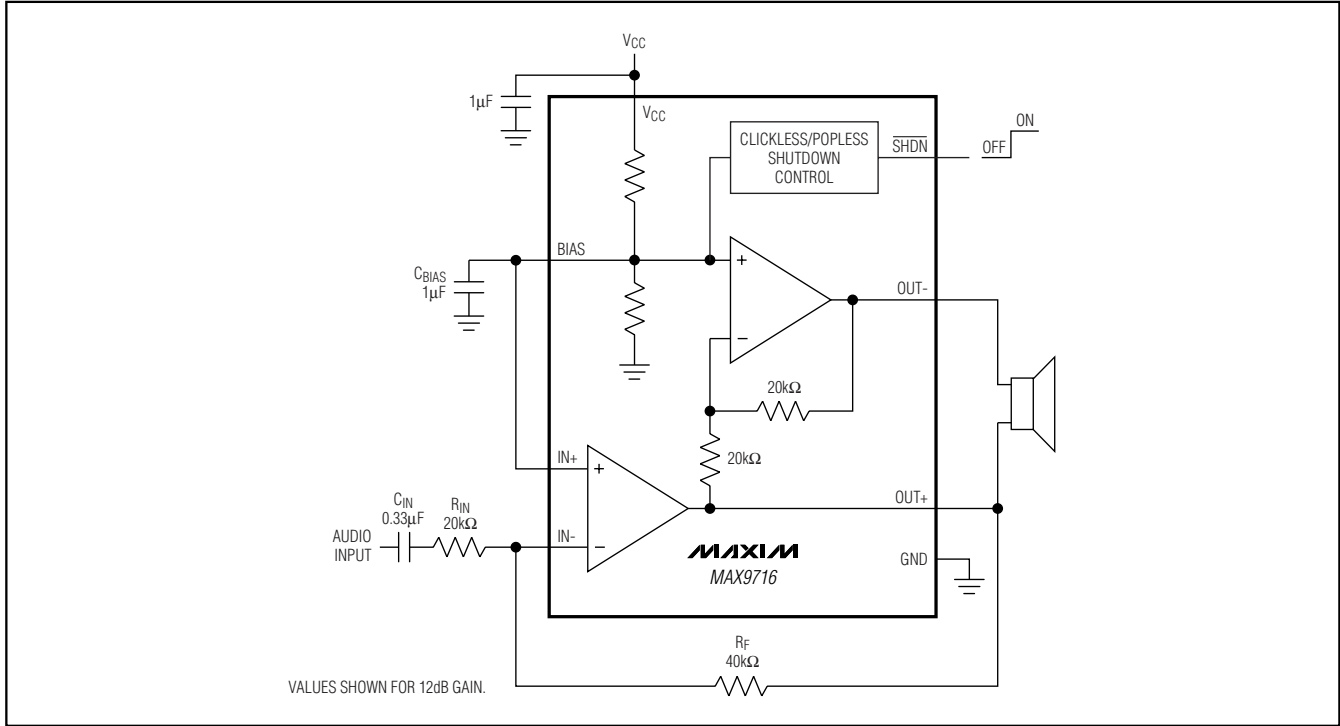 VCC
1μF
VCC
CLICKLESS/POPLESS
SHUTDOWN
CONTROL
SHDN
ON
OFF
BIAS
CBIAS
1μF
+
−
OUT-
20kΩ
20kΩ
IN+
+
OUT+
CIN
0.33μF
RIN
20kΩ
AUDIO
INPUT
IN-
−
MAXIM
MAX9716
GND
RF
40kΩ
VALUES SHOWN FOR 12dB GAIN.